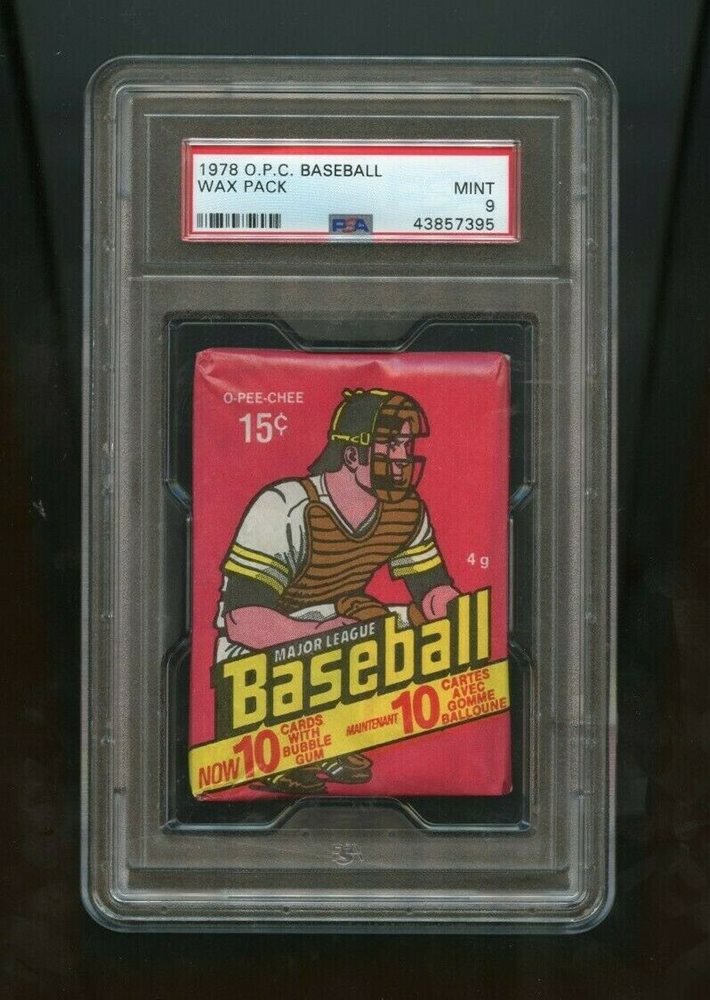 1978 O.P.C. BASEBALL
WAX PACK
MINT
9
PSA
43857395
O-PEE-CHEE
15¢
4 g
MAJOR LEAGUE
Baseball
NOW 10 CARDS WITH BUBBLE GUM
MAINTENANT 10 CARTES AVEC GOMME BALLOUNE
PSA